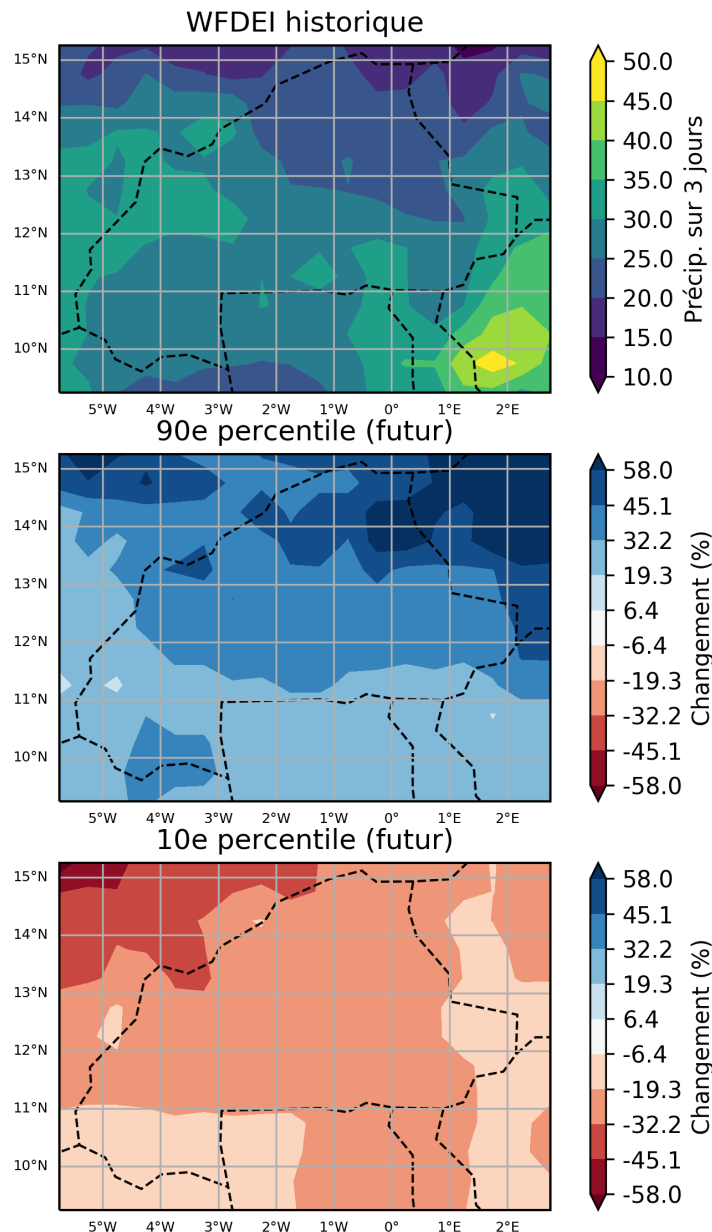 WFDEI historique
15°N
14°N
13°N
12°N
11°N
10°N
5°W 4°W 3°W 2°W 1°W 0° 1°E 2°E
50.0
45.0
40.0
35.0
30.0
25.0
20.0
15.0
10.0
Précip. sur 3 jours
90e percentile (futur)
15°N
14°N
13°N
12°N
11°N
10°N
5°W 4°W 3°W 2°W 1°W 0° 1°E 2°E
58.0
45.1
32.2
19.3
6.4
-6.4
-19.3
-32.2
-45.1
-58.0
Changement (%)
10e percentile (futur)
15°N
14°N
13°N
12°N
11°N
10°N
5°W 4°W 3°W 2°W 1°W 0° 1°E 2°E
58.0
45.1
32.2
19.3
6.4
-6.4
-19.3
-32.2
-45.1
-58.0
Changement (%)